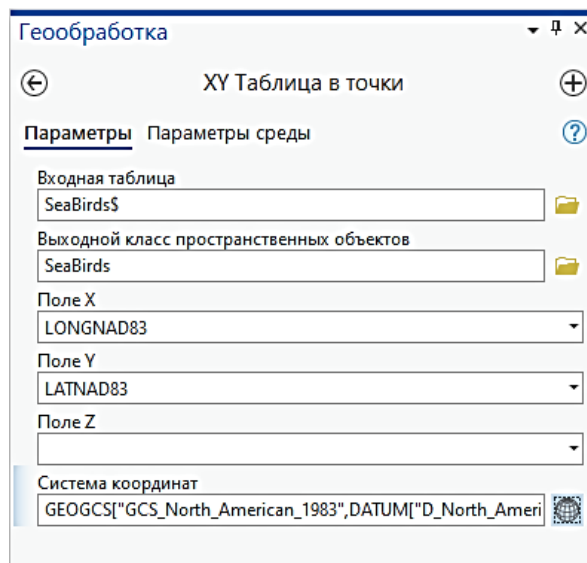 Геообработка
XY Таблица в точки
Параметры Параметры среды
Входная таблица
SeaBirds$
Выходной класс пространственных объектов
SeaBirds
Поле X
LONGNAD83
Поле Y
LATNAD83
Поле Z
Система координат
GEOGCS["GCS_North_American_1983",DATUM["D_North_Ameri